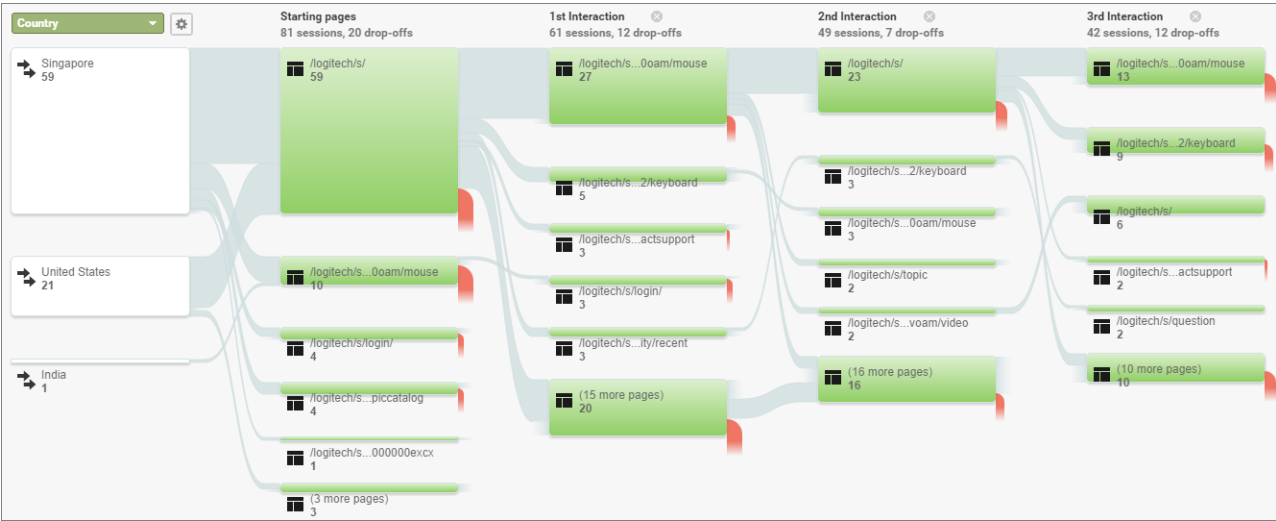 Country
Starting pages
81 sessions, 20 drop-offs
1st Interaction
61 sessions, 12 drop-offs
2nd Interaction
49 sessions, 7 drop-offs
3rd Interaction
42 sessions, 12 drop-offs
Singapore
59
United States
21
India
1
/logitech/s/
59
/logitech/s...0oam/mouse
10
/logitech/s/login/
4
/logitech/s...piccatalog
4
/logitech/s...000000excx
1
(3 more pages)
3
/logitech/s...0oam/mouse
27
/logitech/s...2/keyboard
5
/logitech/s...actsupport
3
/logitech/s/login/
3
/logitech/s...ity/recent
3
(15 more pages)
20
/logitech/s/
23
/logitech/s...2/keyboard
3
/logitech/s...0oam/mouse
3
/logitech/s/topic
2
/logitech/s...voam/video
2
(16 more pages)
16
/logitech/s...0oam/mouse
13
/logitech/s...2/keyboard
9
/logitech/s/
6
/logitech/s...actsupport
2
/logitech/s/question
2
(10 more pages)
10